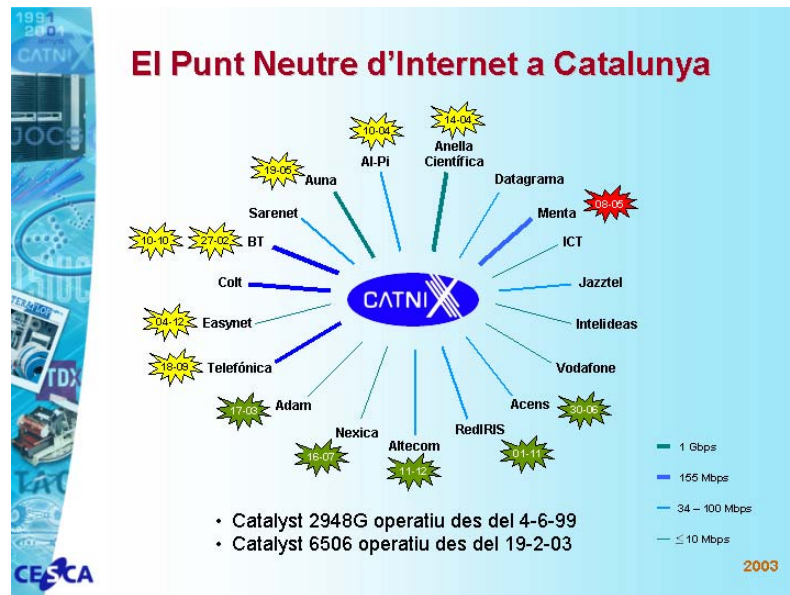 1991
2001
CATNIX
El Punt Neutre d'Internet a Catalunya
10-04
14-04
Al-Pi
Anella
Científica
19-05
Auna
Datagrama
Sarenet
Menta
08-05
10-10
27-02
BT
ICT
Colt
CATNIX
Jazztel
04-12
Easynet
Intelideas
18-09
Telefónica
Vodafone
17-03
Adam
Acens
30-06
Nexica
RedIRIS
16-07
Altecom
01-11
11-12
1 Gbps
155 Mbps
34 – 100 Mbps
≤ 10 Mbps
• Catalyst 2948G operatiu des del 4-6-99
• Catalyst 6506 operatiu des del 19-2-03
2003
JOCS
TERAFLOP
TDX
CESCA